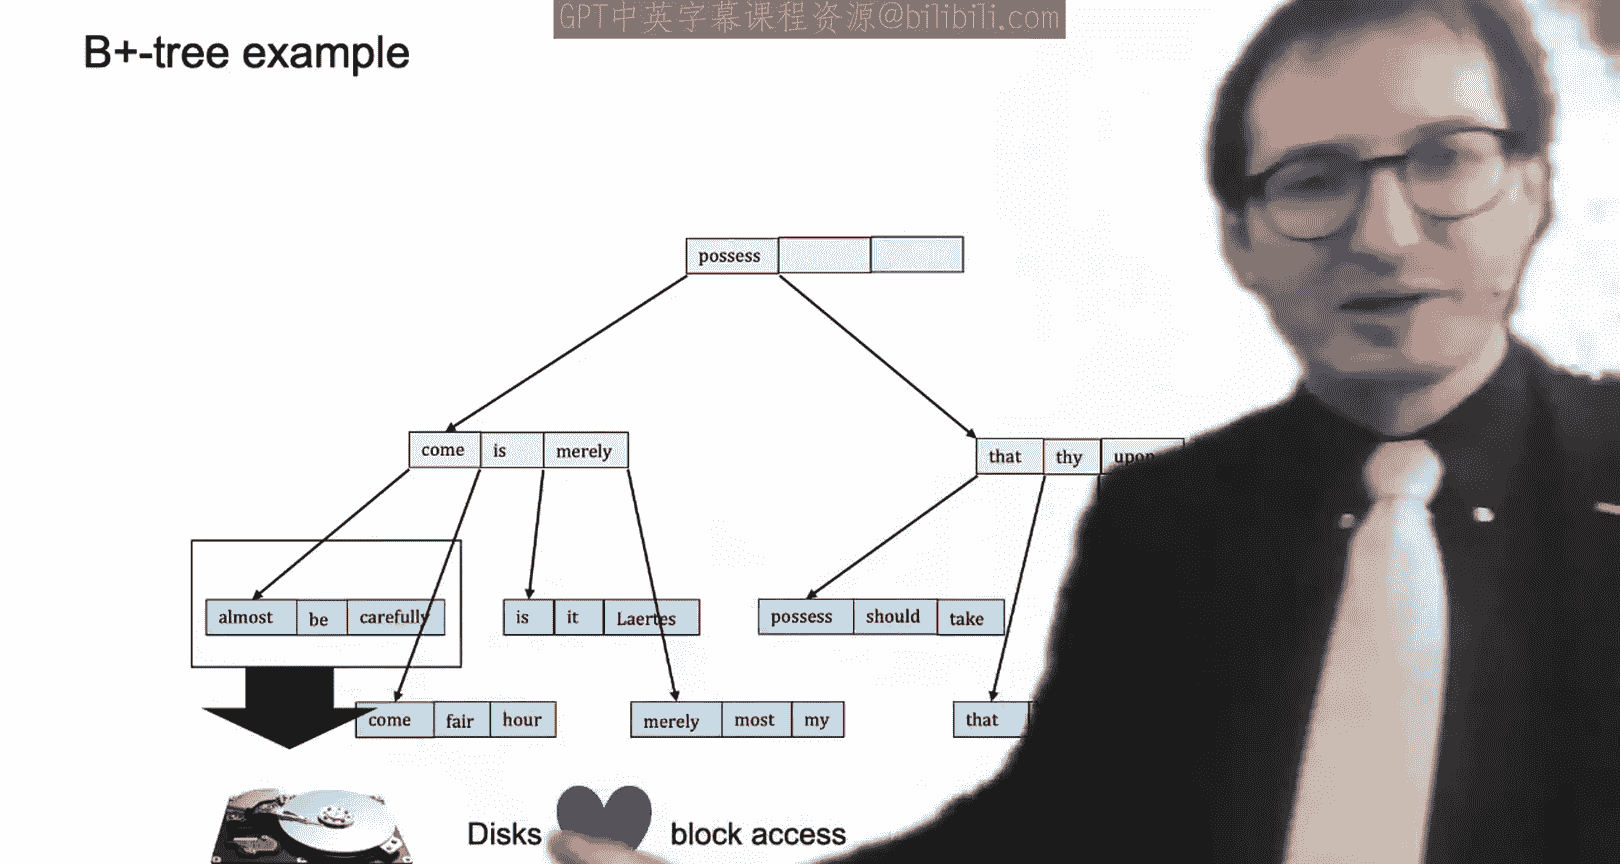 GPT中英字幕课程资源@bilibili.com
B+-tree example
possess
come is merely
that thy upon
almost be carefully
is it Laertes
possess should take
come fair hour
merely most my
that
Disks block access